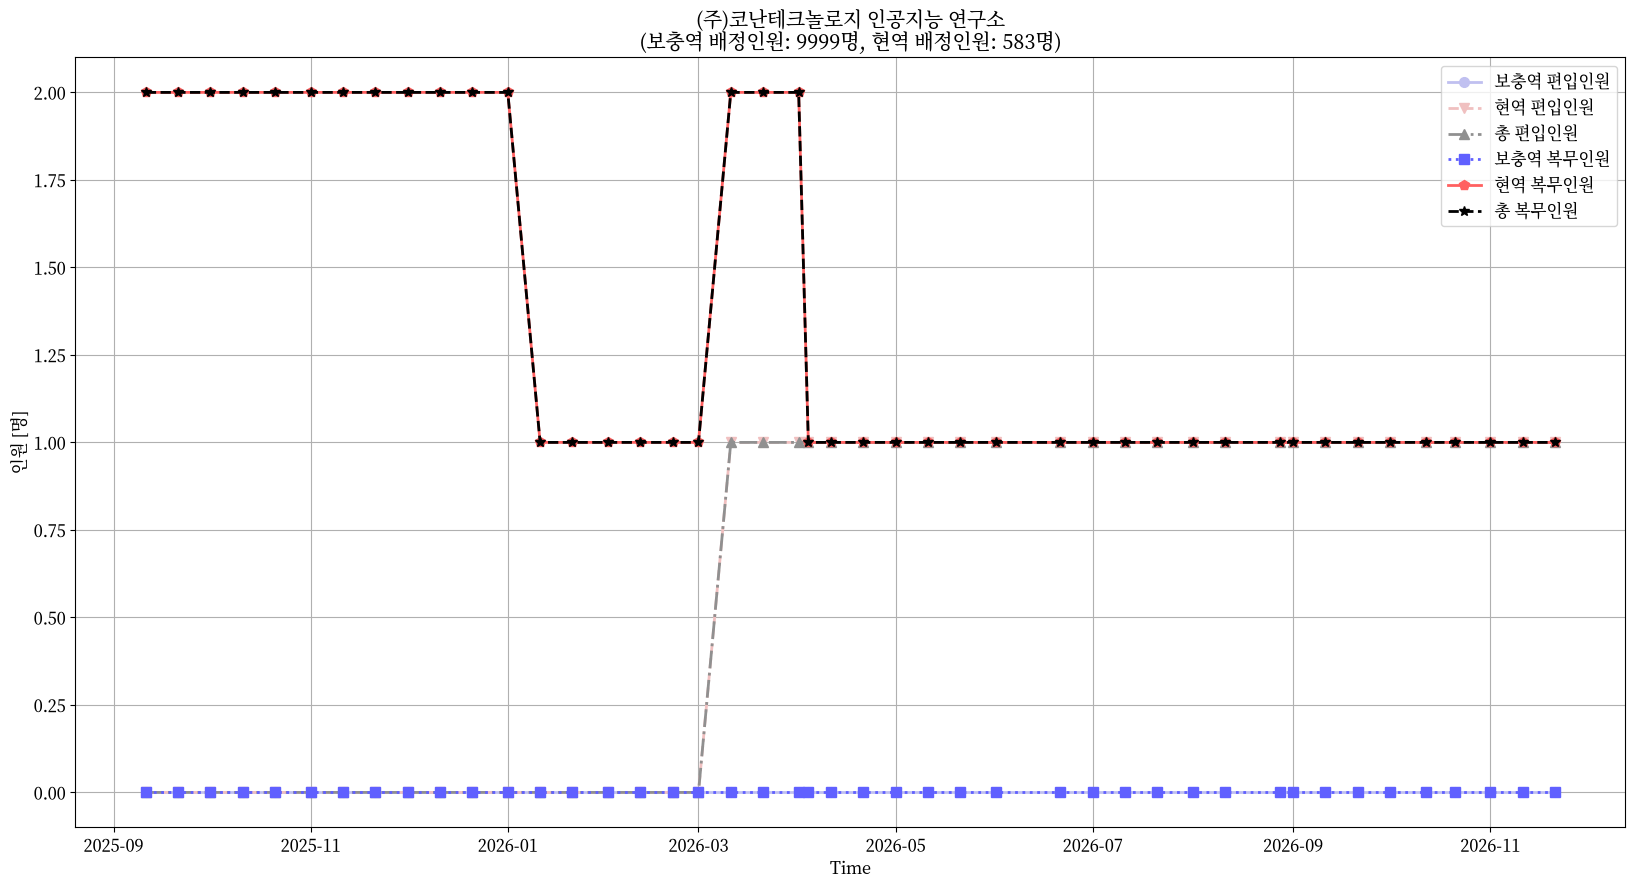 (주)코난테크놀로지 인공지능 연구소
(보충역 배정인원: 9999명, 현역 배정인원: 583명)
보충역 편입인원
현역 편입인원
총 편입인원
보충역 복무인원
현역 복무인원
총 복무인원
인원 [명]
2.00
1.75
1.50
1.25
1.00
0.75
0.50
0.25
0.00
2025-09
2025-11
2026-01
2026-03
2026-05
2026-07
2026-09
2026-11
Time